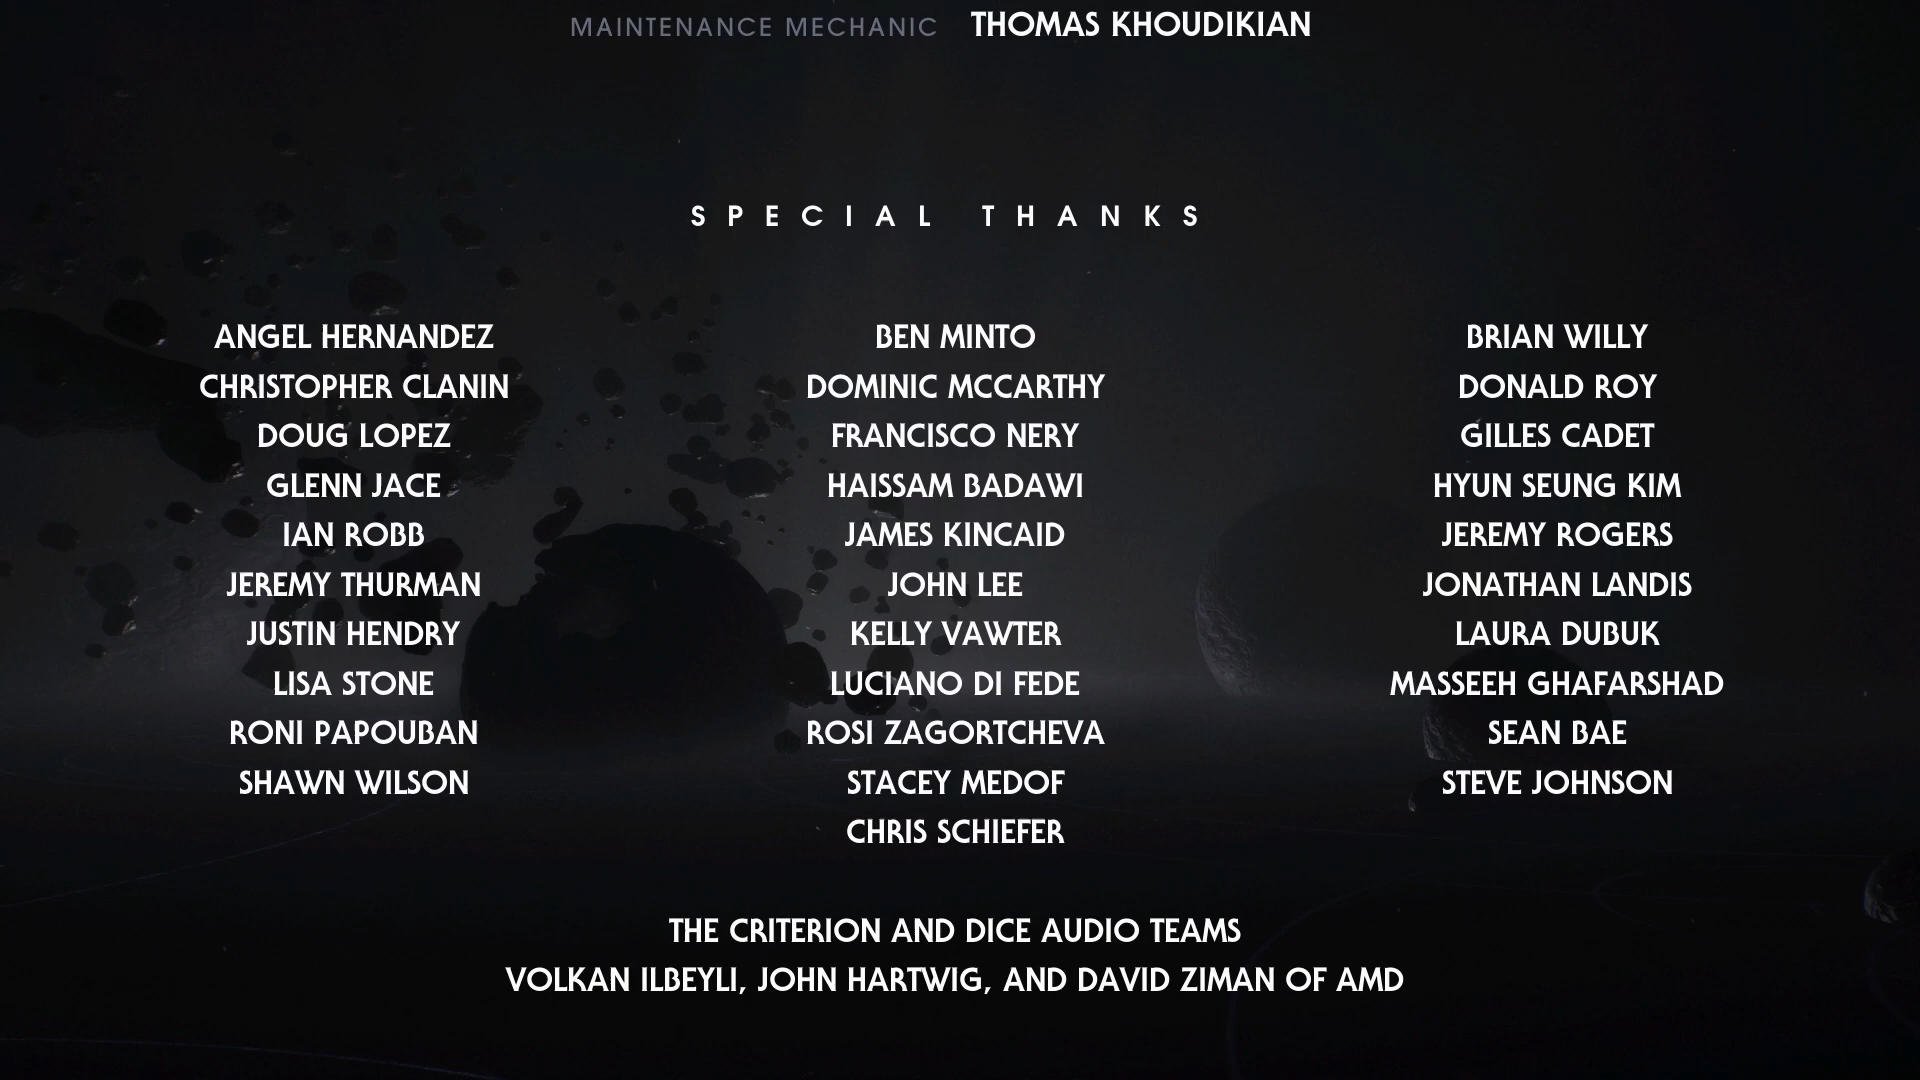 MAINTENANCE MECHANIC THOMAS KHOUDIKIAN
SPECIAL THANKS
ANGEL HERNANDEZ BEN MINTO BRIAN WILLY
CHRISTOPHER CLANIN DOMINIC MCCARTHY DONALD ROY
DOUG LOPEZ FRANCISCO NERY GILLES CADET
GLENN JACE HAISSAM BADAWI HYUN SEUNG KIM
IAN ROBB JAMES KINCAID JEREMY ROGERS
JEREMY THURMAN JOHN LEE JONATHAN LANDIS
JUSTIN HENDRY KELLY VAWTER LAURA DUBUK
LISA STONE LUCIANO DI FEDE MASSEEH GHAFARSHAD
RONI PAPOUBAN ROSI ZAGORTCHEVA SEAN BAE
SHAWN WILSON STACEY MEDOF STEVE JOHNSON
CHRIS SCHIEFER
THE CRITERION AND DICE AUDIO TEAMS
VOLKAN ILBEYLI, JOHN HARTWIG, AND DAVID ZIMAN OF AMD